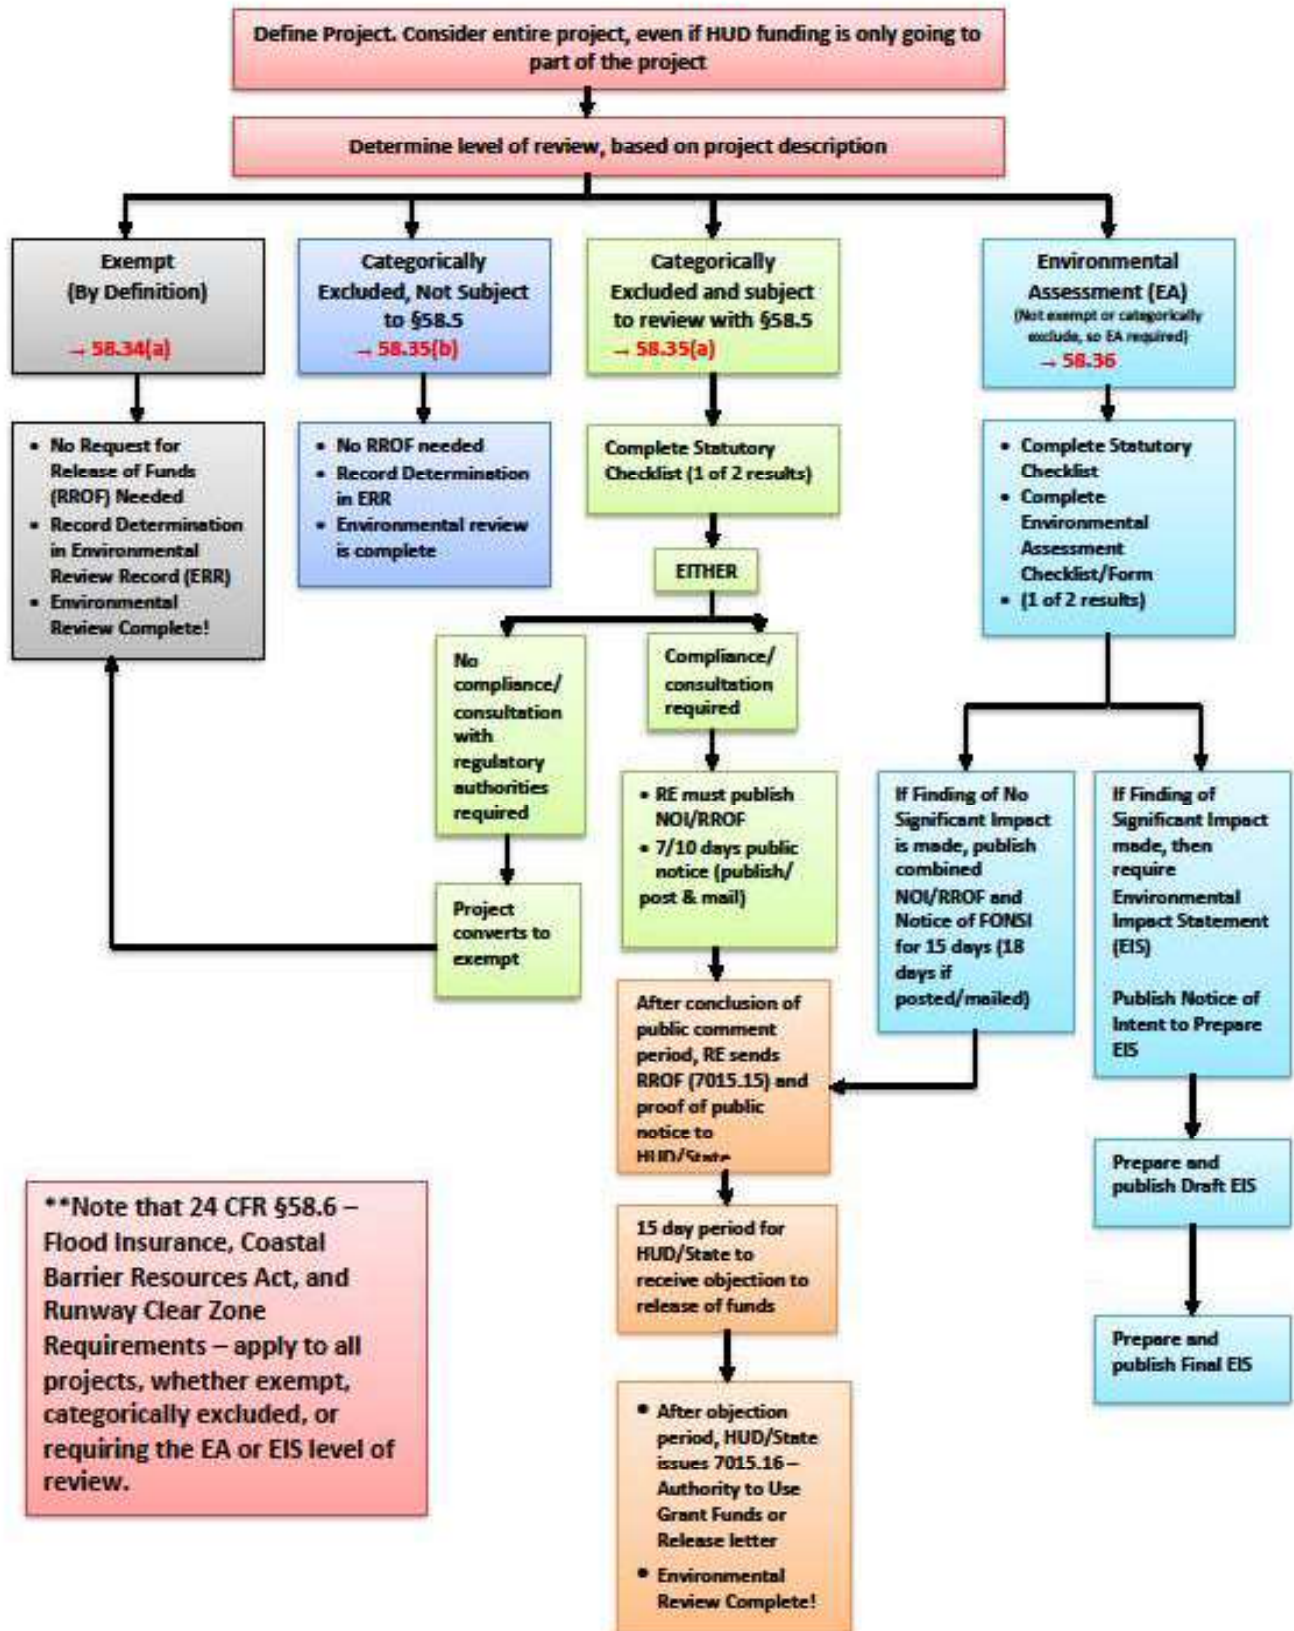 Define Project. Consider entire project, even if HUD funding is only going to
part of the project
Determine level of review, based on project description
Exempt
(By Definition)
→ 58.34(a)
Categorically
Excluded, Not Subject
to §58.5
→ 58.35(b)
Categorically
Excluded and subject
to review with §58.5
→ 58.35(a)
Environmental
Assessment (EA)
(Not exempt or categorically
exclude, so EA required)
→ 58.36
• No Request for
Release of Funds
(RROF) Needed
• Record Determination
in Environmental
Review Record (ERR)
• Environmental
Review Complete!
• No RROF needed
• Record Determination
in ERR
• Environmental review
is complete
Complete Statutory
Checklist (1 of 2 results)
• Complete Statutory
Checklist
• Complete
Environmental
Assessment
Checklist/Form
• (1 of 2 results)
EITHER
No
compliance/
consultation
with
regulatory
authorities
required
Compliance/
consultation
required
Project
converts to
exempt
• RE must publish
NOI/RROF
• 7/10 days public
notice (publish/
post & mail)
If Finding of No
Significant Impact
is made, publish
combined
NOI/RROF and
Notice of FONSI
for 15 days (18
days if
posted/mailed)
If Finding of
Significant Impact
made, then
require
Environmental
Impact Statement
(EIS)
Publish Notice of
Intent to Prepare
EIS
After conclusion of
public comment
period, RE sends
RROF (7015.15) and
proof of public
notice to
HUD/State
Prepare and
publish Draft EIS
15 day period for
HUD/State to
receive objection to
release of funds
Prepare and
publish Final EIS
• After objection
period, HUD/State
issues 7015.16 –
Authority to Use
Grant Funds or
Release letter
• Environmental
Review Complete!
**Note that 24 CFR §58.6 –
Flood Insurance, Coastal
Barrier Resources Act, and
Runway Clear Zone
Requirements – apply to all
projects, whether exempt,
categorically excluded, or
requiring the EA or EIS level of
review.